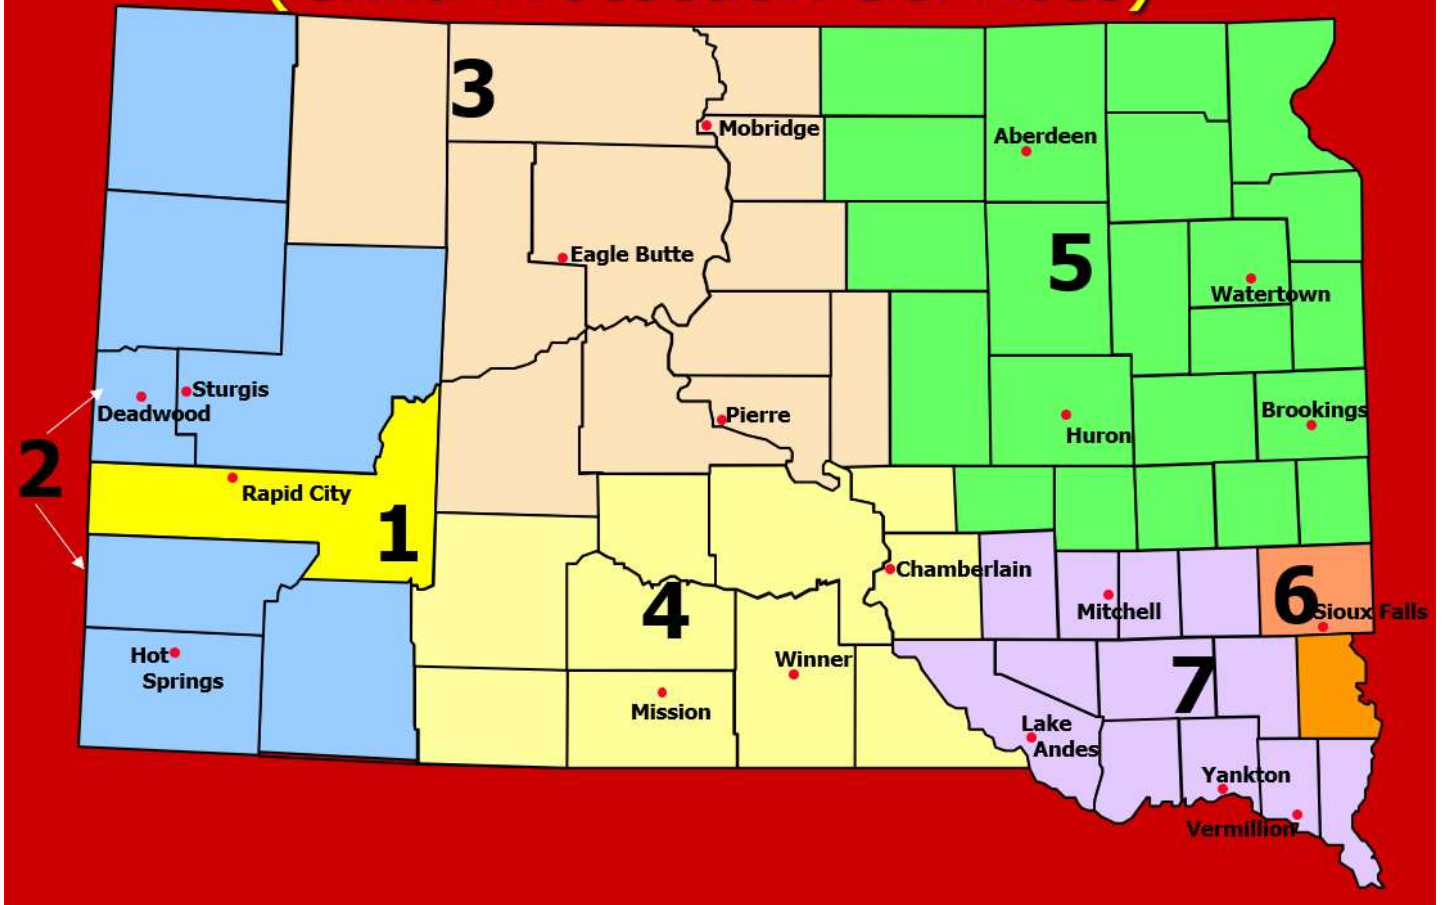 3
Mobridge
Aberdeen
Eagle Butte
5
Watertown
Sturgis
Deadwood
Pierre
Brookings
Huron
2
Rapid City
1
Chamberlain
4
Mitchell
6
Sioux Falls
Hot
Springs
Winner
7
Mission
Lake
Andes
Yankton
Vermillion